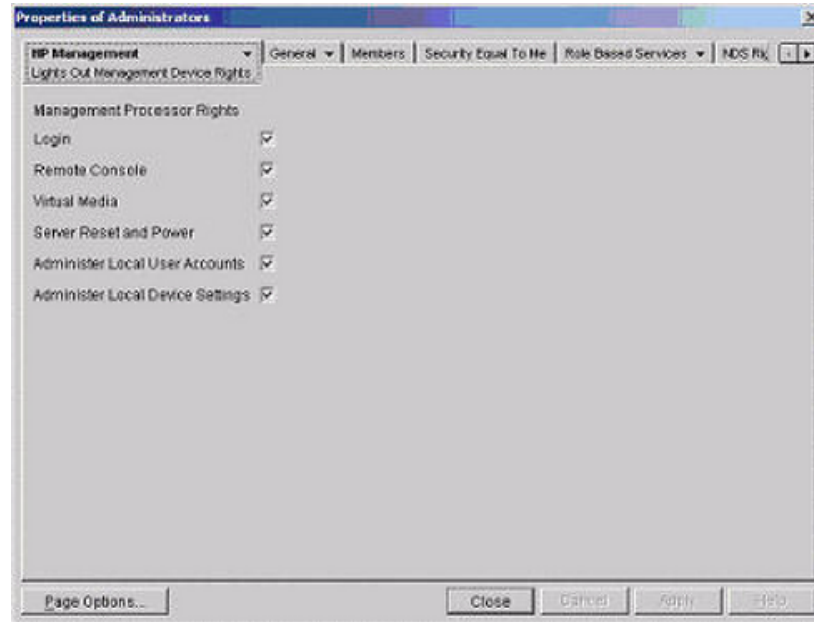 Properties of Administrators
HP Management
General
Members
Security Equal To Me
Role Based Services
NDS
Lights Out Management Device Rights
Management Processor Rights
Login
Remote Console
Virtual Media
Server Reset and Power
Administer Local User Accounts
Administer Local Device Settings
Page Options...
Close
Cancel
Apply
Help